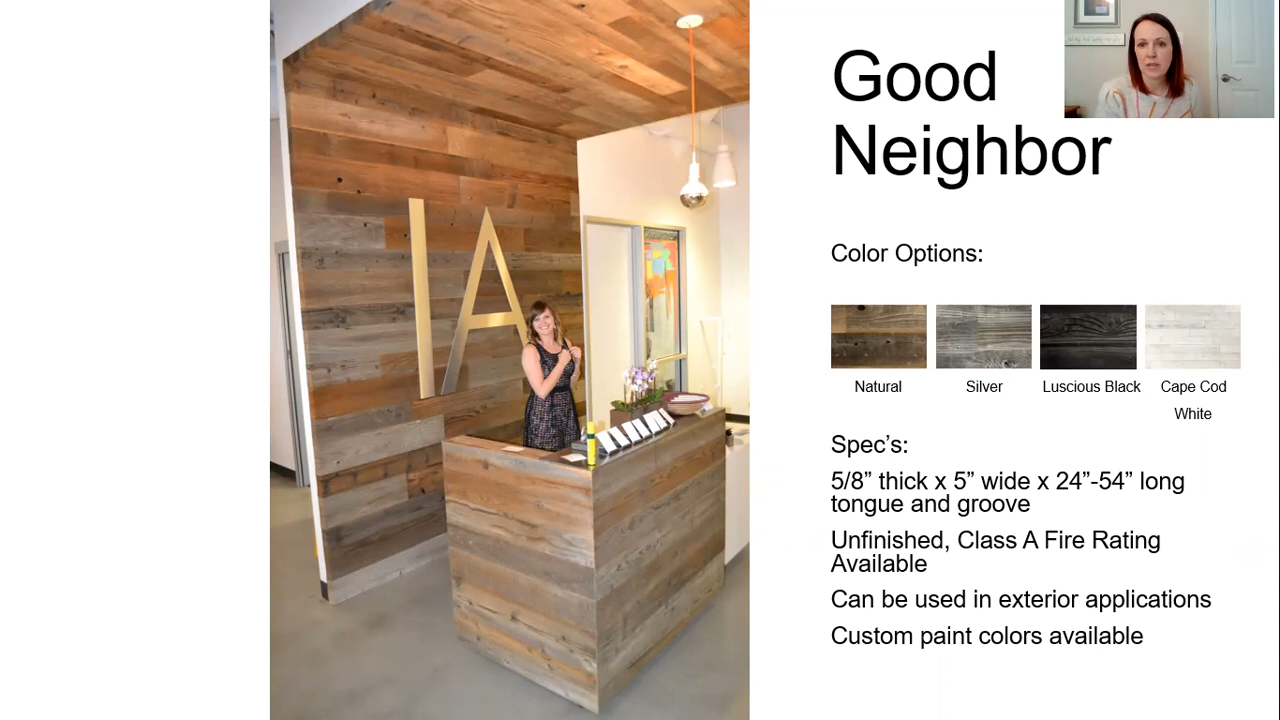 Good
Neighbor
Color Options:
Natural
Silver
Luscious Black
Cape Cod
White
Spec’s:
5/8” thick x 5” wide x 24”-54” long
tongue and groove
Unfinished, Class A Fire Rating
Available
Can be used in exterior applications
Custom paint colors available
IA